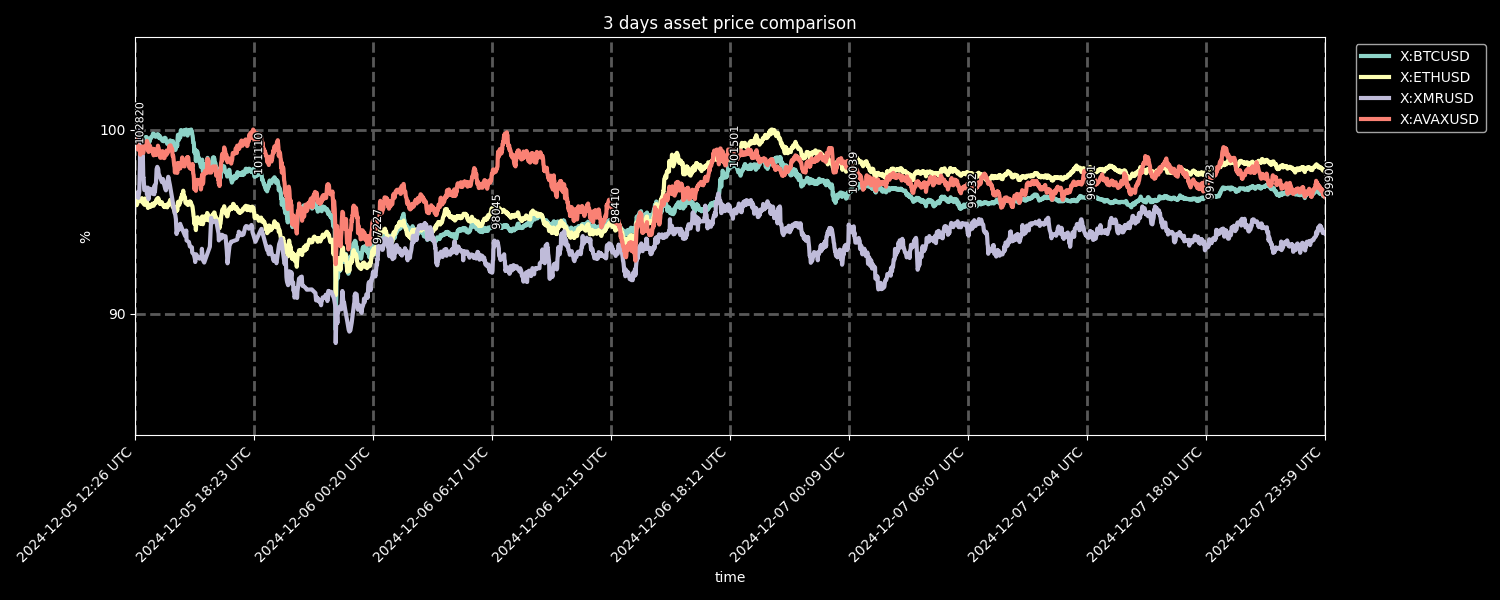 3 days asset price comparison
X:BTCUSD
X:ETHUSD
X:XMRUSD
X:AVAXUSD
100
90
%
102820
101110
97227
98045
98410
101501
100039
99232
99691
99723
99900
2024-12-05 12:26 UTC
2024-12-05 18:23 UTC
2024-12-06 00:20 UTC
2024-12-06 06:17 UTC
2024-12-06 12:15 UTC
2024-12-06 18:12 UTC
2024-12-07 00:09 UTC
2024-12-07 06:07 UTC
2024-12-07 12:04 UTC
2024-12-07 18:01 UTC
2024-12-07 23:59 UTC
time